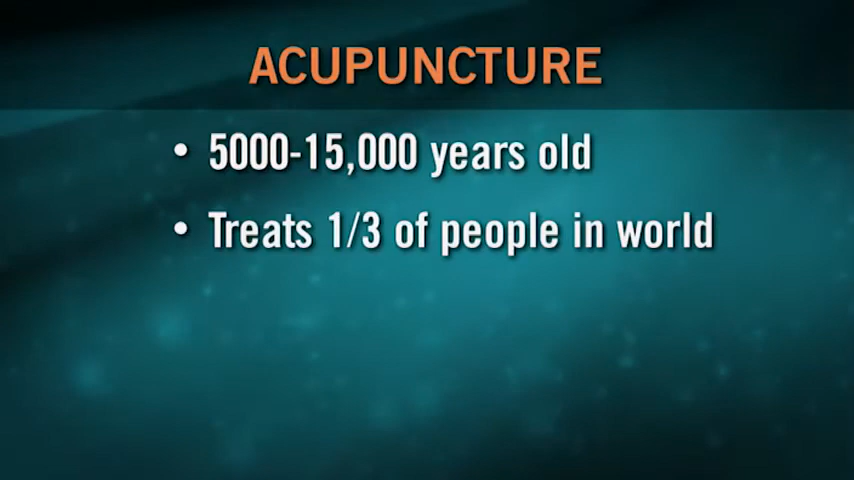 ACUPUNCTURE
• 5000-15,000 years old
• Treats 1/3 of people in world